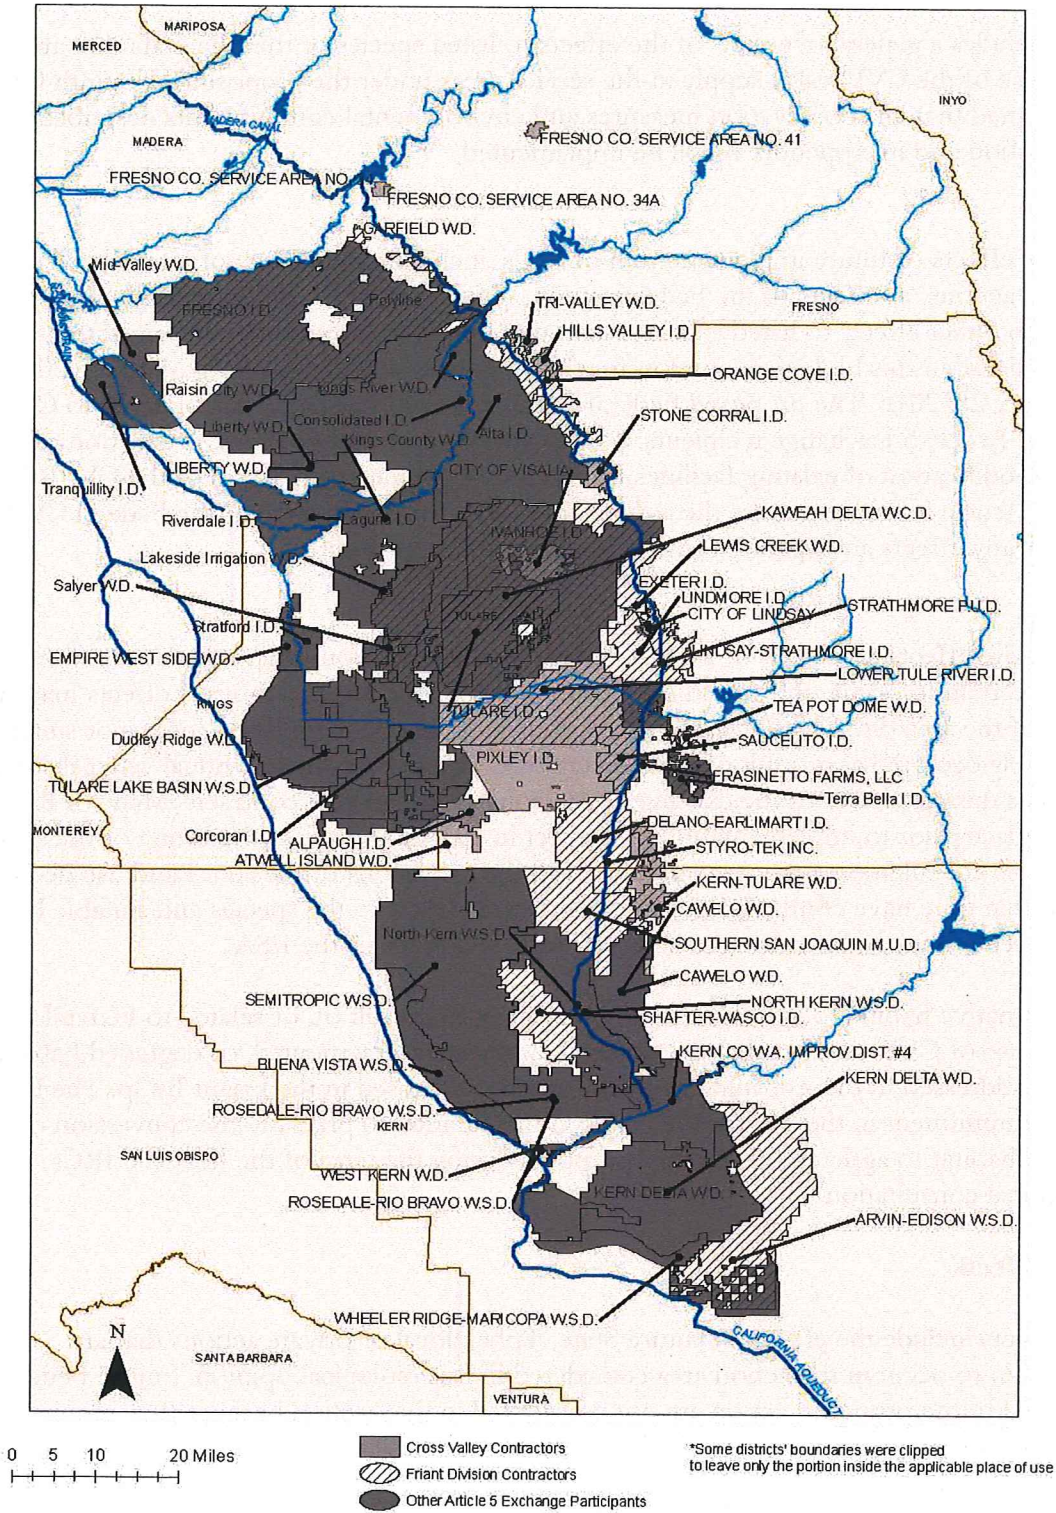 MARIPOSA
MERCED
INYO
MADERA CANAL
MADERA
FRESNO CO. SERVICE AREA NO. 41
FRESNO CO. SERVICE AREA NO.
FRESNO CO. SERVICE AREA NO. 34A
GARFIELD W.D.
Mid-Valley W.D.
FRESNO I.D.
Polyline
TRI-VALLEY W.D.
FRESNO
HILLS VALLEY I.D.
ORANGE COVE I.D.
Raisin City W.D.
Kings River W.D.
STONE CORRAL I.D.
Liberty W.D.
Consolidated I.D.
Kings County W.D.
Alta I.D.
LIBERTY W.D.
CITY OF VISALIA
Tranquillity I.D.
Riverdale I.D.
Laguna I.D.
KAWEAH DELTA W.C.D.
IVANHOE I.D.
LEWIS CREEK W.D.
Lakeside Irrigation W.D.
EXETER I.D.
Salyer W.D.
LINDMORE I.D.
STRATHMORE P.U.D.
CITY OF LINDSAY
TULARE
Stratford I.D.
LINDSAY-STRATHMORE I.D.
EMPIRE WEST SIDE W.D.
LOWER TULE RIVER I.D.
KINGS
TULARE I.D.
TEA POT DOME W.D.
Dudley Ridge W.D.
SAUCELITO I.D.
PIXLEY I.D.
FRASINETTO FARMS, LLC
TULARE LAKE BASIN W.S.D.
Terra Bella I.D.
MONTEREY
Corcoran I.D.
DELANO-EARLIMART I.D.
ALPAUGH I.D.
STYRO-TEK INC.
ATWELL ISLAND W.D.
KERN-TULARE W.D.
CAWELO W.D.
North Kern W.S.D.
SOUTHERN SAN JOAQUIN M.U.D.
CAWELO W.D.
SEMITROPIC W.S.D.
NORTH KERN W.S.D.
SHAFTER-WASCO I.D.
KERN CO W.A. IMPROV.DIST. #4
BUENA VISTA W.S.D.
KERN DELTA W.D.
ROSEDALE-RIO BRAVO W.S.D.
KERN
SAN LUIS OBISPO
WEST KERN W.D.
KERN DELTA W.D.
ROSEDALE-RIO BRAVO W.S.D.
ARVIN-EDISON W.S.D.
WHEELER RIDGE-MARICOPA W.S.D.
N
CALIFORNIA AQUEDUCT
SANTA BARBARA
VENTURA
0 5 10 20 Miles
Cross Valley Contractors
Friant Division Contractors
Other Article 5 Exchange Participants
*Some districts' boundaries were clipped
to leave only the portion inside the applicable place of use